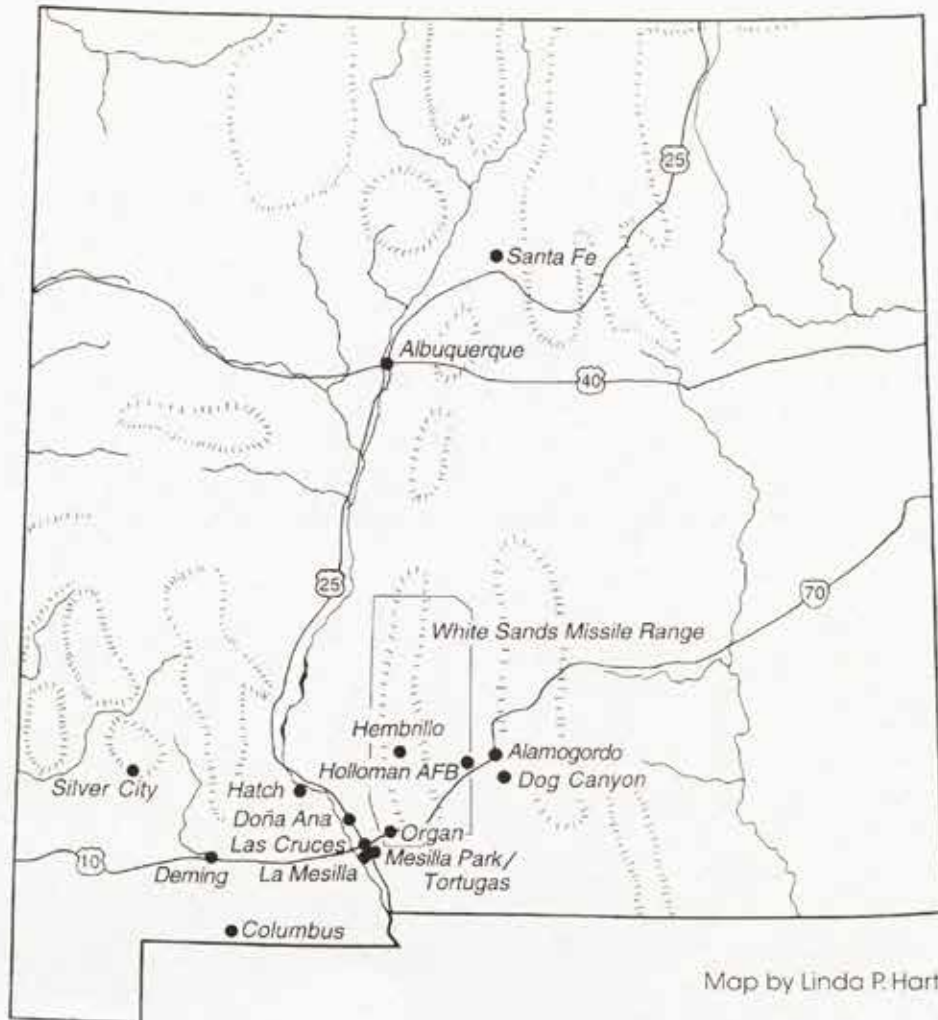 25
Santa Fe
Albuquerque
40
25
70
White Sands Missile Range
Hembrillo
Alamogordo
Holloman AFB
Dog Canyon
Silver City
Hatch
Doña Ana
Organ
Las Cruces
10
Mesilla Park/
Tortugas
Deming
La Mesilla
Columbus
Map by Linda P. Hart